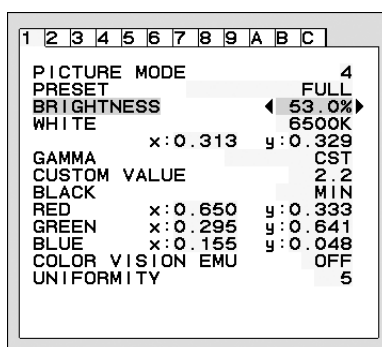 1 2 3 4 5 6 7 8 9 A B C
PICTURE MODE 4
PRESET FULL
BRIGHTNESS 53.0%
WHITE 6500K
x:0.313 y:0.329
GAMMA CST
CUSTOM VALUE 2.2
BLACK MIN
RED x:0.650 y:0.333
GREEN x:0.295 y:0.641
BLUE x:0.155 y:0.048
COLOR VISION EMU OFF
UNIFORMITY 5